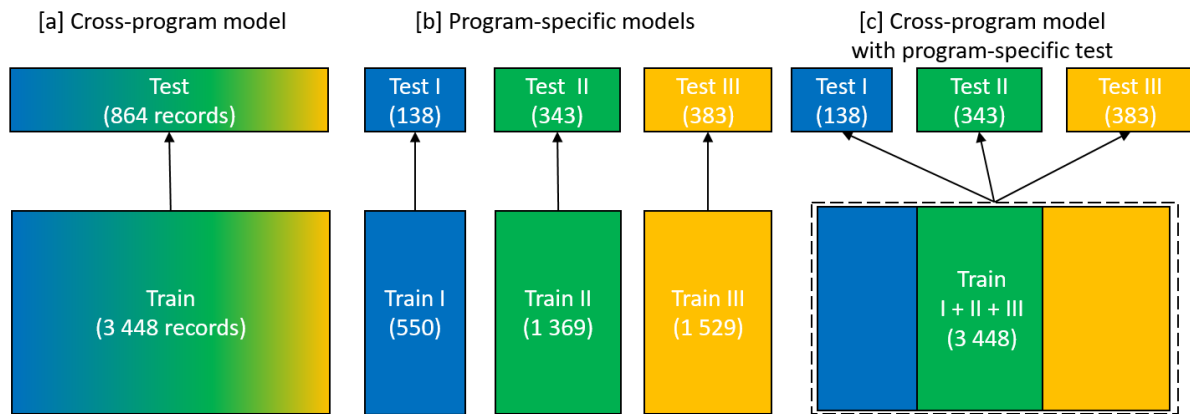 [a] Cross-program model
Test
(864 records)
Train
(3 448 records)
[b] Program-specific models
Test I
(138)
Test II
(343)
Test III
(383)
Train I
(550)
Train II
(1 369)
Train III
(1 529)
[c] Cross-program model
with program-specific test
Test I
(138)
Test II
(343)
Test III
(383)
Train
I + II + III
(3 448)